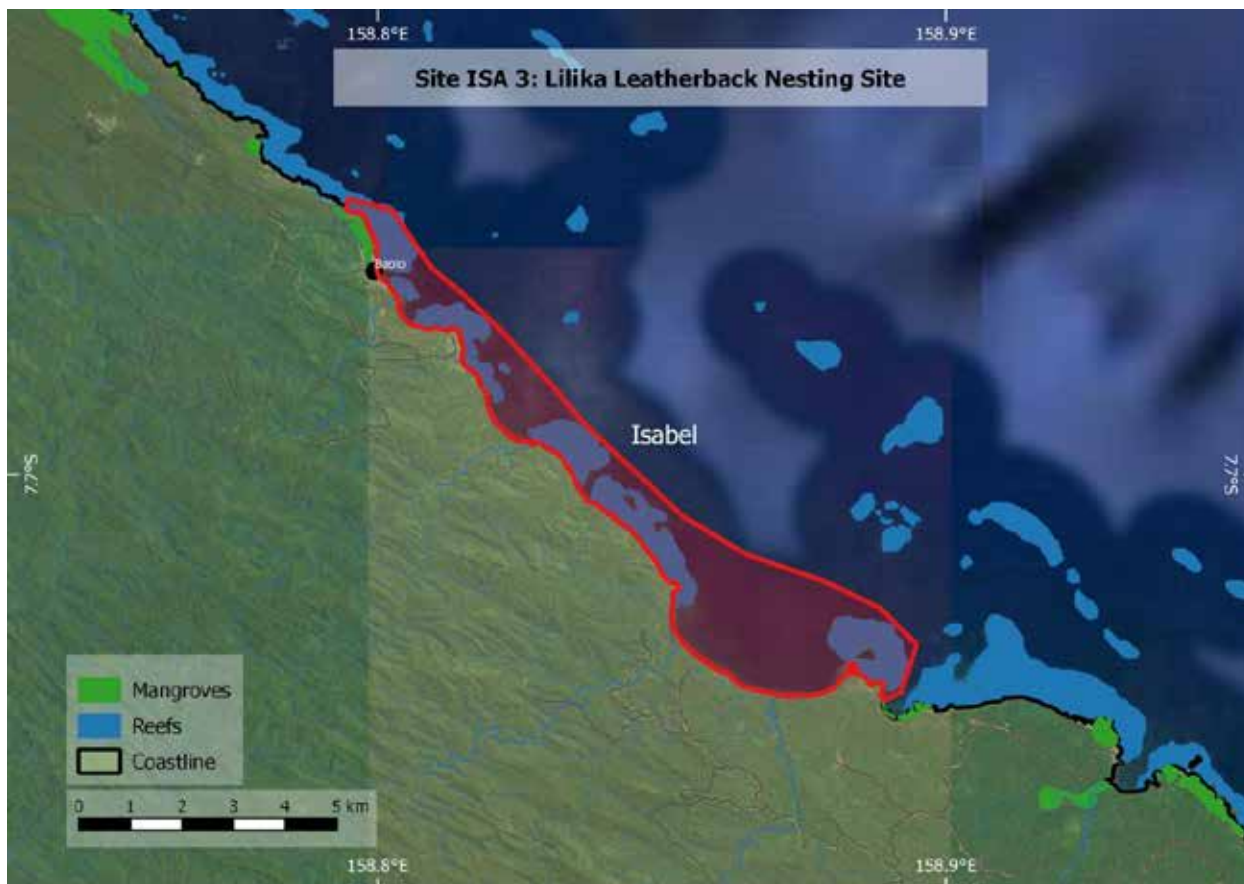 158.8°E
158.9°E
Site ISA 3: Lilika Leatherback Nesting Site
Baolo
Isabel
7.7°S
7.7°S
Mangroves
Reefs
Coastline
0 1 2 3 4 5 km
158.8°E
158.9°E